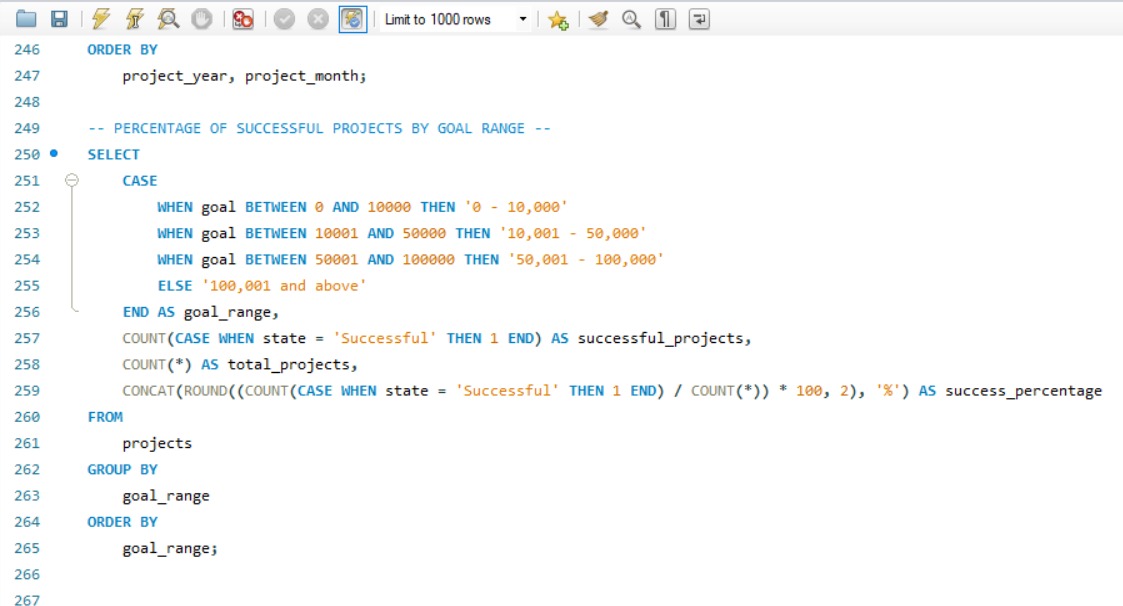 Limit to 1000 rows
246 ORDER BY
247 project_year, project_month;
248
249 -- PERCENTAGE OF SUCCESSFUL PROJECTS BY GOAL RANGE --
250 SELECT
251 CASE
252 WHEN goal BETWEEN 0 AND 10000 THEN '0 - 10,000'
253 WHEN goal BETWEEN 10001 AND 50000 THEN '10,001 - 50,000'
254 WHEN goal BETWEEN 50001 AND 100000 THEN '50,001 - 100,000'
255 ELSE '100,001 and above'
256 END AS goal_range,
257 COUNT(CASE WHEN state = 'Successful' THEN 1 END) AS successful_projects,
258 COUNT(*) AS total_projects,
259 CONCAT(ROUND((COUNT(CASE WHEN state = 'Successful' THEN 1 END) / COUNT(*)) * 100, 2), '%') AS success_percentage
260 FROM
261 projects
262 GROUP BY
263 goal_range
264 ORDER BY
265 goal_range;
266
267